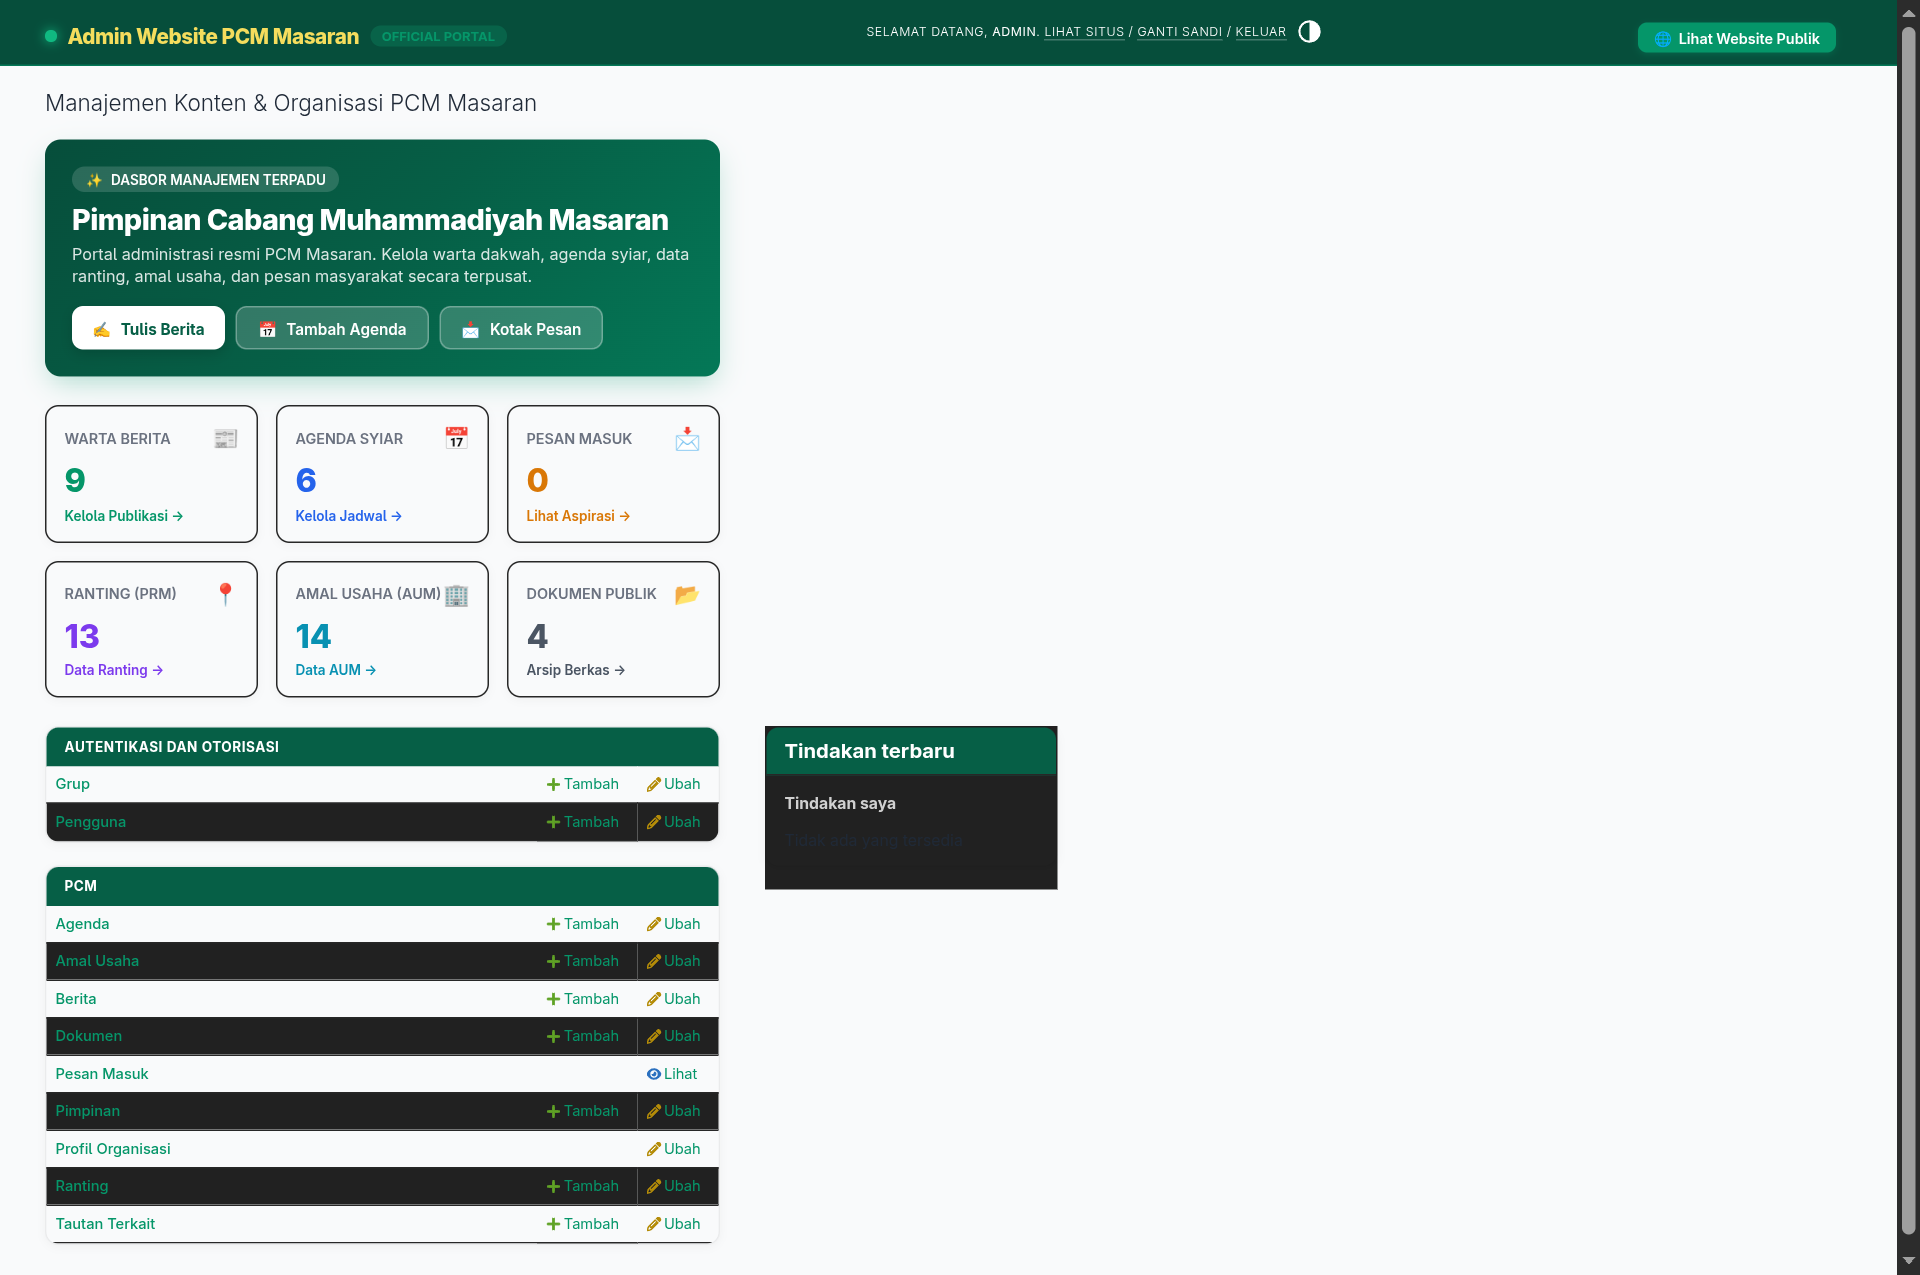 Admin Website PCM Masaran
OFFICIAL PORTAL
SELAMAT DATANG, ADMIN. LIHAT SITUS / GANTI SANDI / KELUAR
🌐 Lihat Website Publik
Manajemen Konten & Organisasi PCM Masaran
✨ DASBOR MANAJEMEN TERPADU
Pimpinan Cabang Muhammadiyah Masaran
Portal administrasi resmi PCM Masaran. Kelola warta dakwah, agenda syiar, data
ranting, amal usaha, dan pesan masyarakat secara terpusat.
✍️ Tulis Berita
📅 Tambah Agenda
📩 Kotak Pesan
WARTA BERITA
9
Kelola Publikasi →
AGENDA SYIAR
6
Kelola Jadwal →
PESAN MASUK
0
Lihat Aspirasi →
RANTING (PRM)
13
Data Ranting →
AMAL USAHA (AUM)
14
Data AUM →
DOKUMEN PUBLIK
4
Arsip Berkas →
AUTENTIKASI DAN OTORISASI
Grup Tambah Ubah
Pengguna Tambah Ubah
PCM
Agenda Tambah Ubah
Amal Usaha Tambah Ubah
Berita Tambah Ubah
Dokumen Tambah Ubah
Pesan Masuk Lihat
Pimpinan Tambah Ubah
Profil Organisasi Ubah
Ranting Tambah Ubah
Tautan Terkait Tambah Ubah
Tindakan terbaru
Tindakan saya
Tidak ada yang tersedia